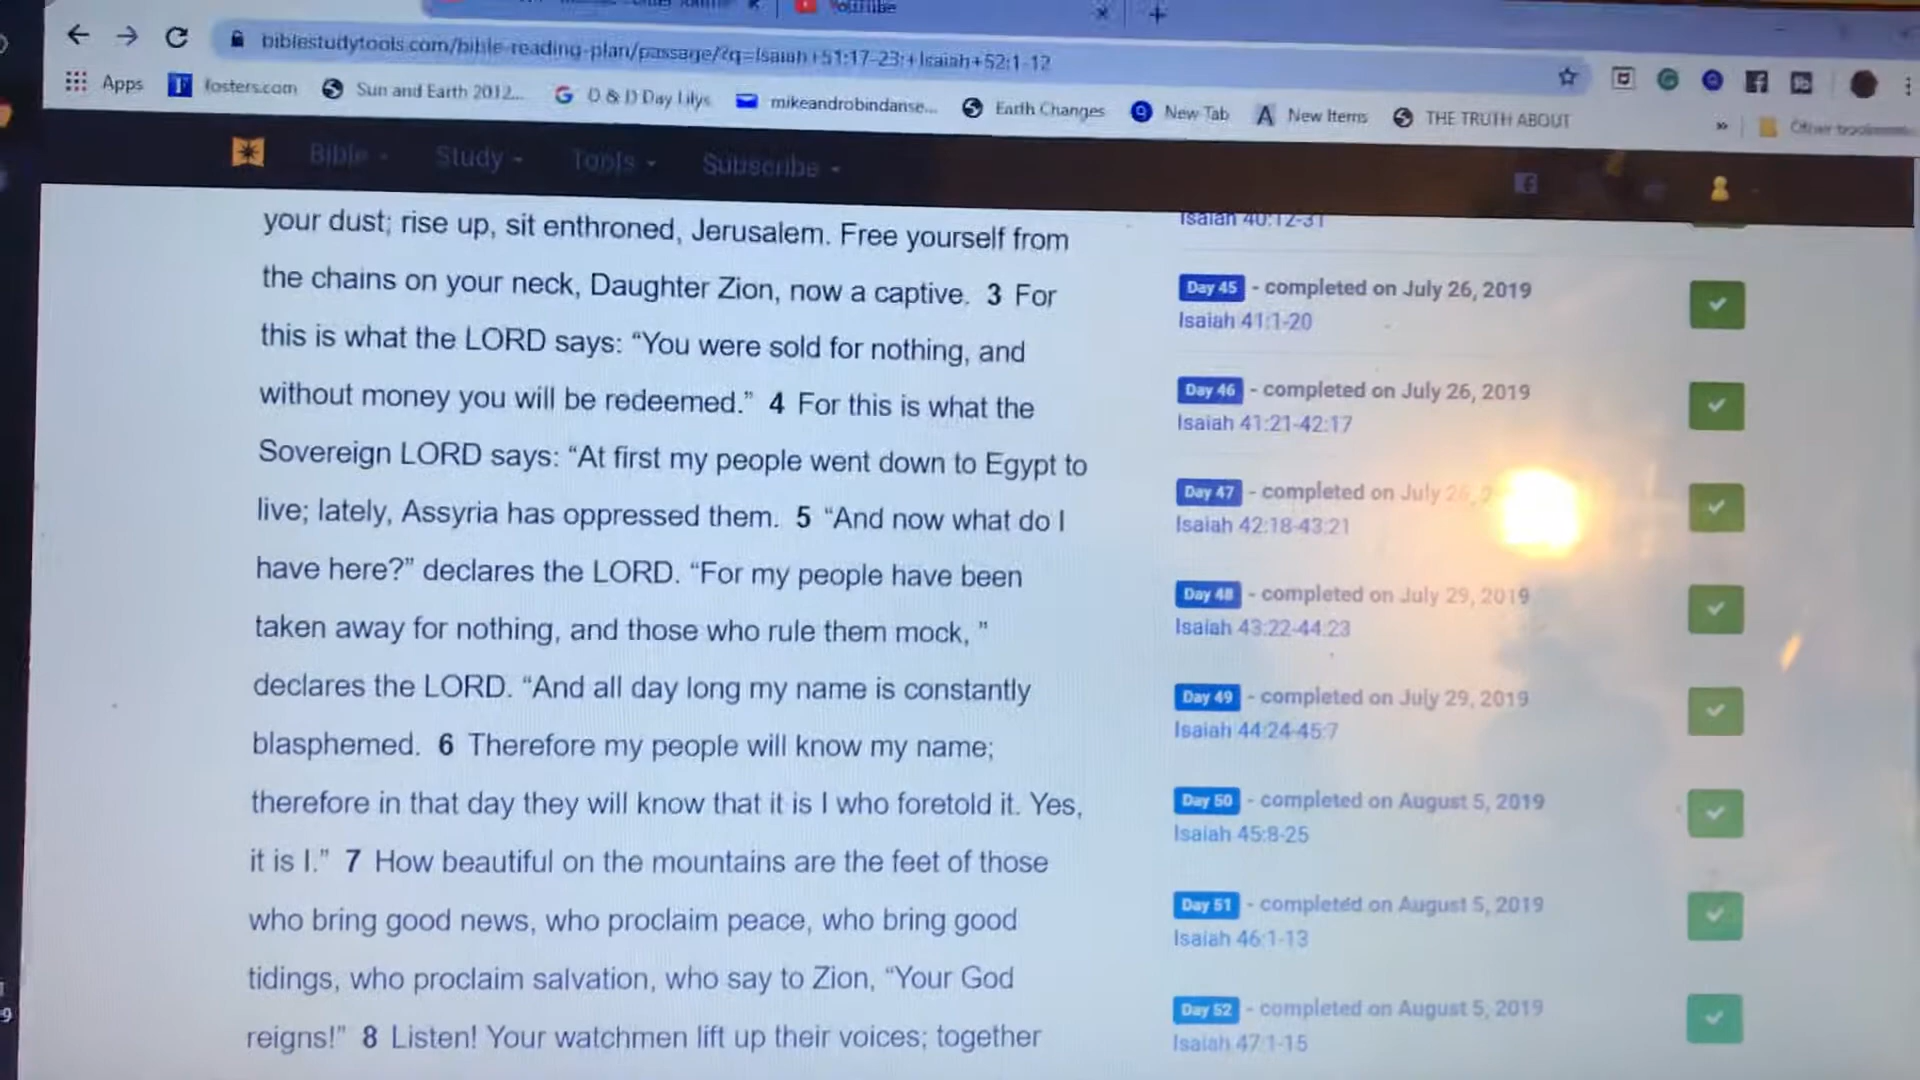 YouTube
biblestudytools.com/bible-reading-plan/passage/?q=Isaiah+51:17-23;+Isaiah+52:1-12
Apps
fosters.com
Sun and Earth 2012...
D & D Day Lilys
mikeandrobindanse...
Earth Changes
New Tab
New Items
THE TRUTH ABOUT
»
Other bookmarks
Bible
Study
Tools
Subscribe
your dust; rise up, sit enthroned, Jerusalem. Free yourself from
the chains on your neck, Daughter Zion, now a captive. 3 For
this is what the LORD says: “You were sold for nothing, and
without money you will be redeemed.” 4 For this is what the
Sovereign LORD says: “At first my people went down to Egypt to
live; lately, Assyria has oppressed them. 5 “And now what do I
have here?” declares the LORD. “For my people have been
taken away for nothing, and those who rule them mock, ”
declares the LORD. “And all day long my name is constantly
blasphemed. 6 Therefore my people will know my name;
therefore in that day they will know that it is I who foretold it. Yes,
it is I.” 7 How beautiful on the mountains are the feet of those
who bring good news, who proclaim peace, who bring good
tidings, who proclaim salvation, who say to Zion, “Your God
reigns!” 8 Listen! Your watchmen lift up their voices; together
Isaiah 40:12-31
Day 45 - completed on July 26, 2019
Isaiah 41:1-20
Day 46 - completed on July 26, 2019
Isaiah 41:21-42:17
Day 47 - completed on July 26, 2
Isaiah 42:18-43:21
Day 48 - completed on July 29, 2019
Isaiah 43:22-44:23
Day 49 - completed on July 29, 2019
Isaiah 44:24-45:7
Day 50 - completed on August 5, 2019
Isaiah 45:8-25
Day 51 - completed on August 5, 2019
Isaiah 46:1-13
Day 52 - completed on August 5, 2019
Isaiah 47:1-15